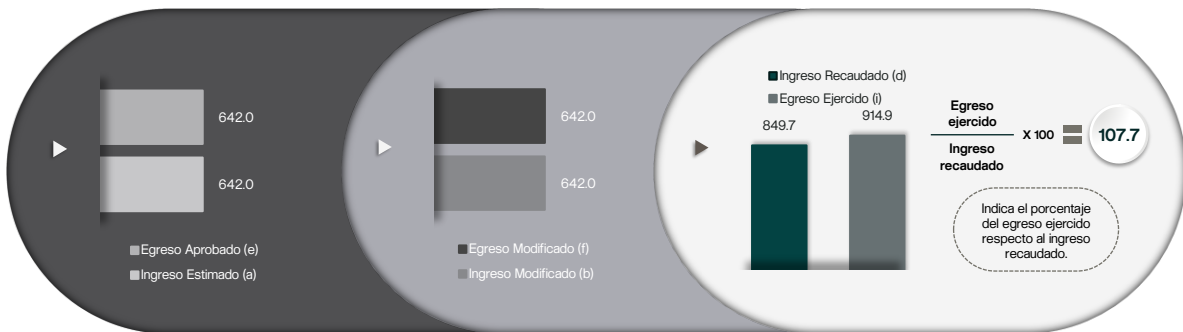 642.0
642.0
Egreso Aprobado (e)
Ingreso Estimado (a)
642.0
642.0
Egreso Modificado (f)
Ingreso Modificado (b)
Ingreso Recaudado (d)
Egreso Ejercido (i)
849.7
914.9
Egreso
ejercido
Ingreso
recaudado
X 100
107.7
Indica el porcentaje
del egreso ejercido
respecto al ingreso
recaudado.